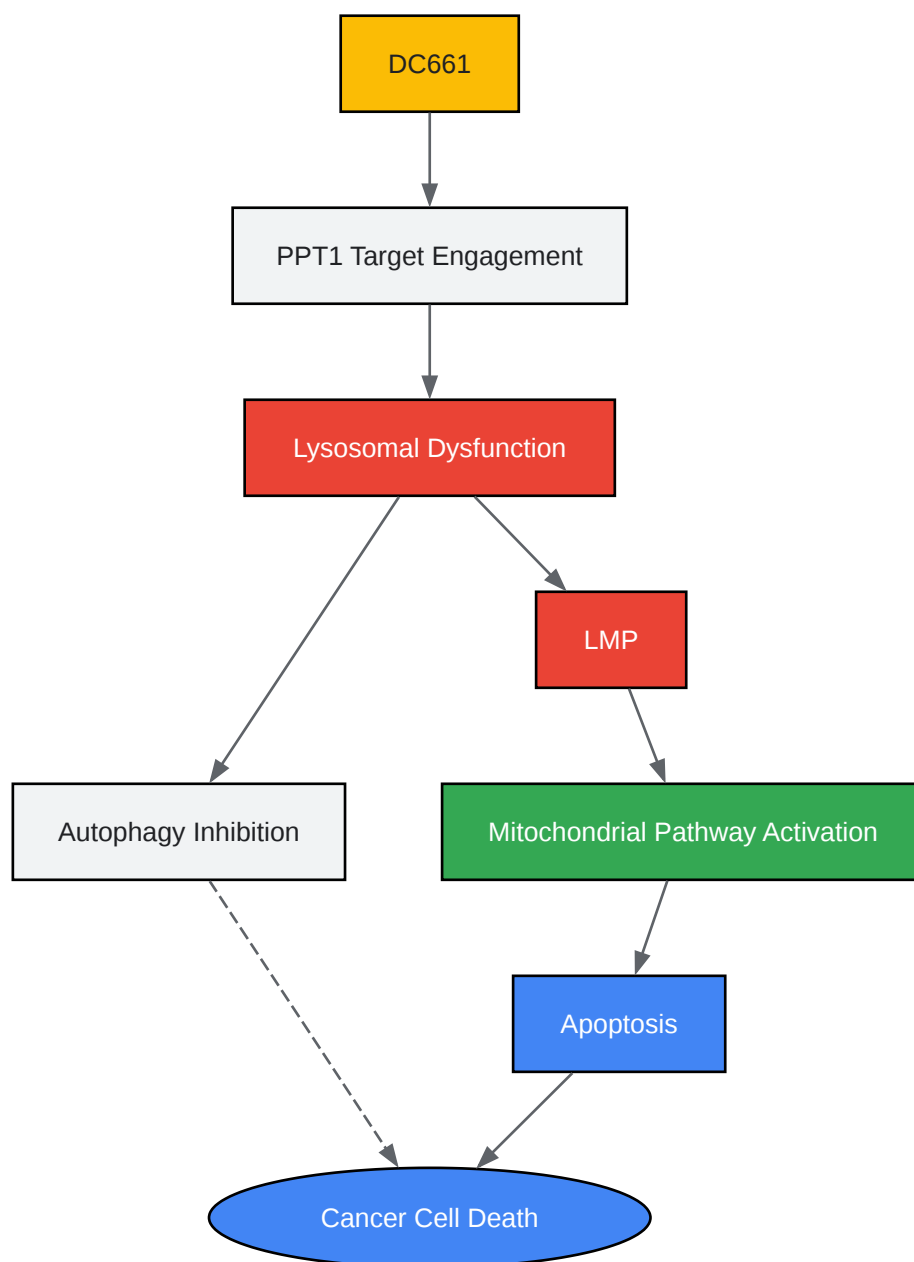 DC661
PPT1 Target Engagement
Lysosomal Dysfunction
LMP
Autophagy Inhibition
Mitochondrial Pathway Activation
Apoptosis
Cancer Cell Death